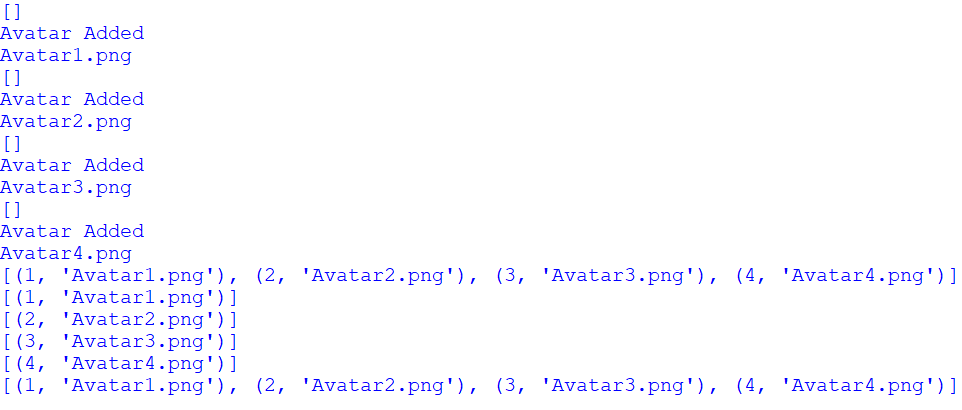 []
Avatar Added
Avatar1.png
[]
Avatar Added
Avatar2.png
[]
Avatar Added
Avatar3.png
[]
Avatar Added
Avatar4.png
[(1, 'Avatar1.png'), (2, 'Avatar2.png'), (3, 'Avatar3.png'), (4, 'Avatar4.png')]
[(1, 'Avatar1.png')]
[(2, 'Avatar2.png')]
[(3, 'Avatar3.png')]
[(4, 'Avatar4.png')]
[(1, 'Avatar1.png'), (2, 'Avatar2.png'), (3, 'Avatar3.png'), (4, 'Avatar4.png')]